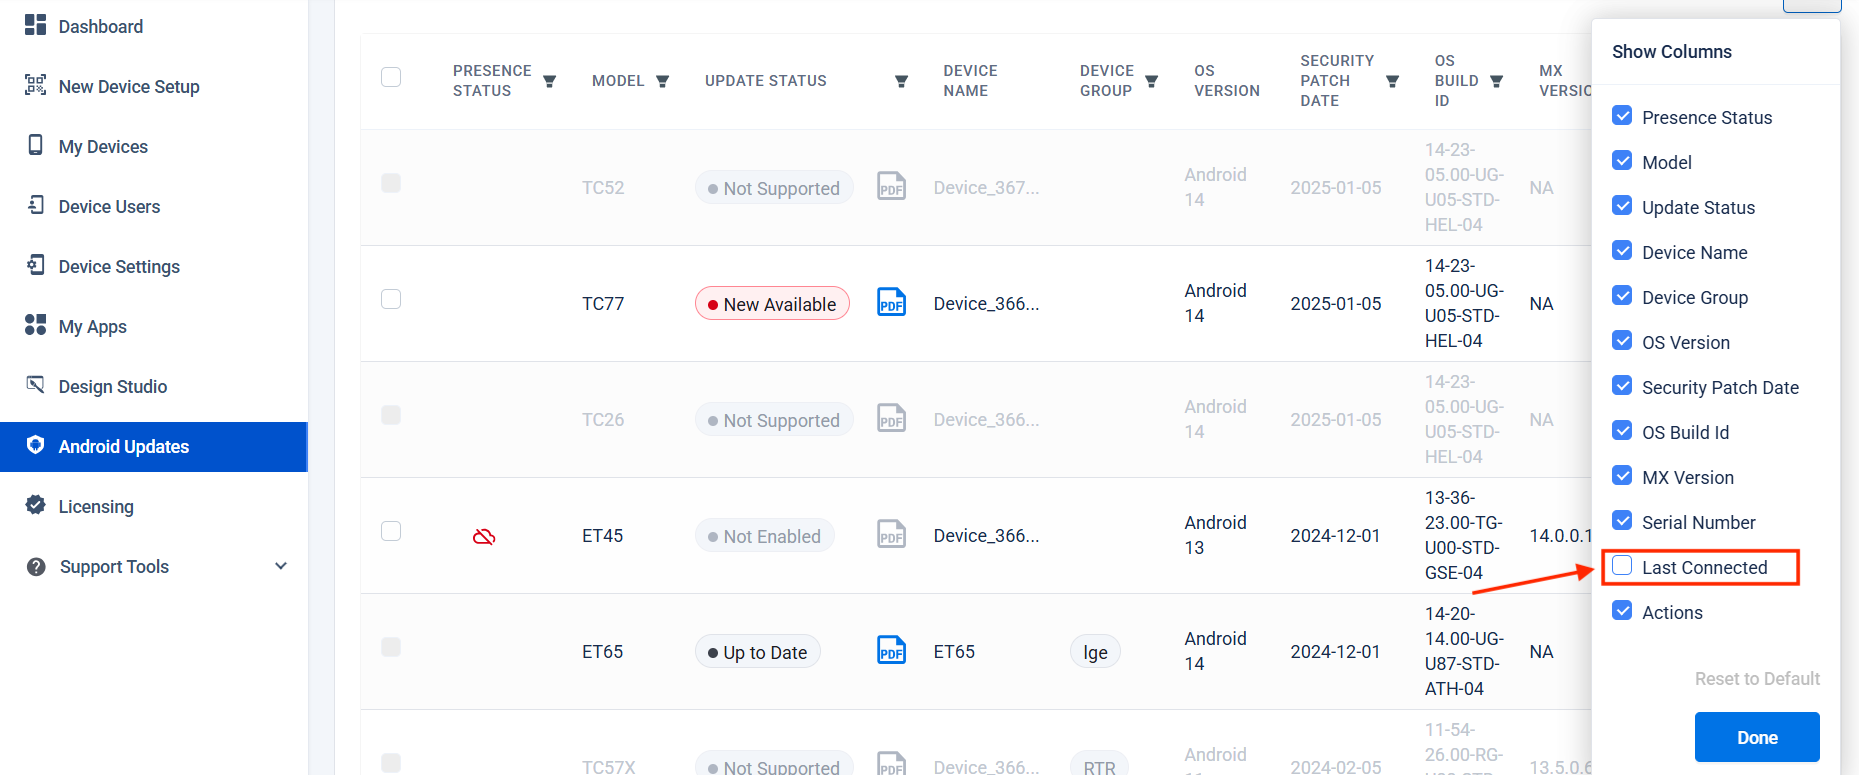 Dashboard
New Device Setup
My Devices
Device Users
Device Settings
My Apps
Design Studio
Android Updates
Licensing
Support Tools
PRESENCE
STATUS
MODEL
UPDATE STATUS
DEVICE
NAME
DEVICE
GROUP
OS
VERSION
SECURITY
PATCH
DATE
OS
BUILD
ID
MX
TC52
Not Supported
PDF
Device_367...
Android
14
2025-01-05
14-23-
05.00-UG-
U05-STD-
HEL-04
NA
TC77
New Available
PDF
Device_366...
Android
14
2025-01-05
14-23-
05.00-UG-
U05-STD-
HEL-04
NA
TC26
Not Supported
PDF
Device_366...
Android
14
2025-01-05
14-23-
05.00-UG-
U05-STD-
HEL-04
NA
ET45
Not Enabled
PDF
Device_366...
Android
13
2024-12-01
13-36-
23.00-TG-
U00-STD-
GSE-04
14.0.0.1
ET65
Up to Date
PDF
ET65
Ige
Android
14
2024-12-01
14-20-
14.00-UG-
U87-STD-
ATH-04
NA
TC57X
Not Supported
PDF
Device_366...
RTR
Android
2024-02-05
11-54-
26.00-RG-
13.5.0.6
Show Columns
Presence Status
Model
Update Status
Device Name
Device Group
OS Version
Security Patch Date
OS Build Id
MX Version
Serial Number
Last Connected
Actions
Reset to Default
Done